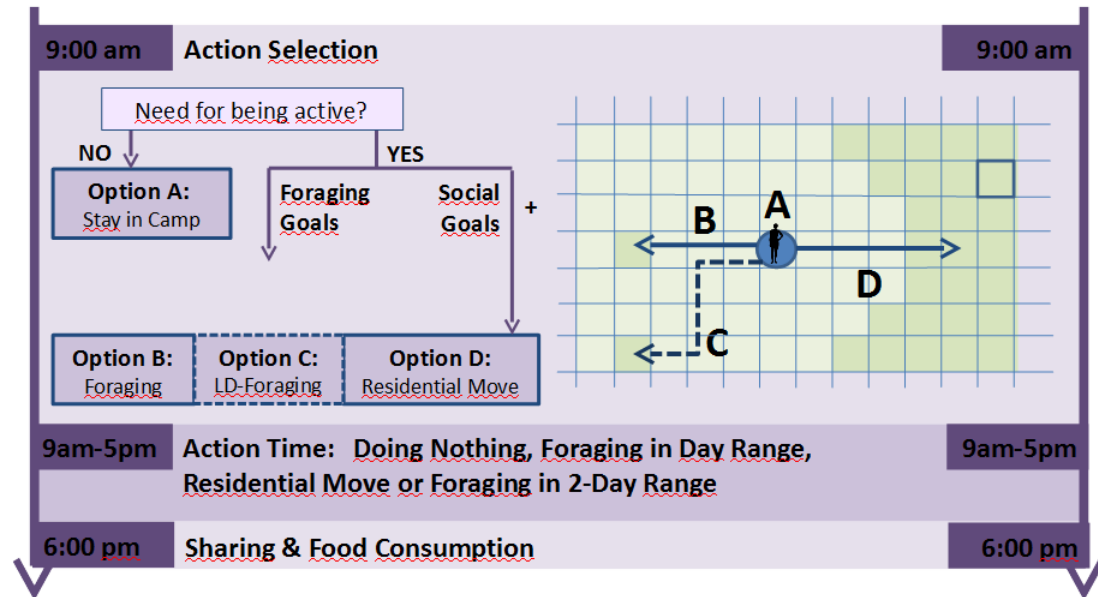 9:00 am
Action Selection
9:00 am
Need for being active?
NO
YES
Option A:
Stay in Camp
Foraging
Goals
Social
Goals
+
A
B
D
C
Option B:
Foraging
Option C:
LD-Foraging
Option D:
Residential Move
9am-5pm
Action Time: Doing Nothing, Foraging in Day Range,
Residential Move or Foraging in 2-Day Range
9am-5pm
6:00 pm
Sharing & Food Consumption
6:00 pm